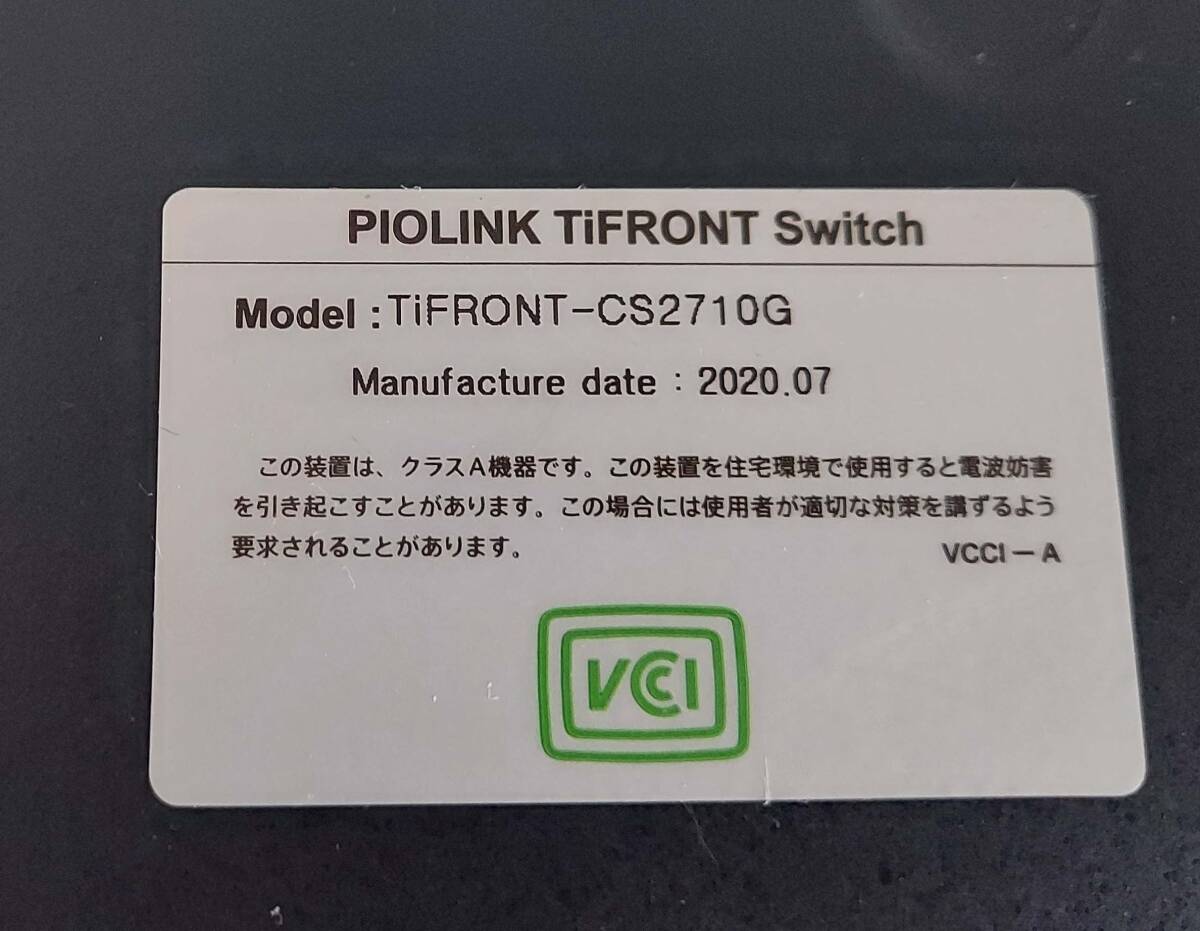 PIOLINK TiFRONT Switch
Model : TiFRONT-CS2710G
Manufacture date : 2020.07
この装置は、クラスA機器です。この装置を住宅環境で使用すると電波妨害
を引き起こすことがあります。この場合には使用者が適切な対策を講ずるよう
要求されることがあります。
VCCI－A
VCCI